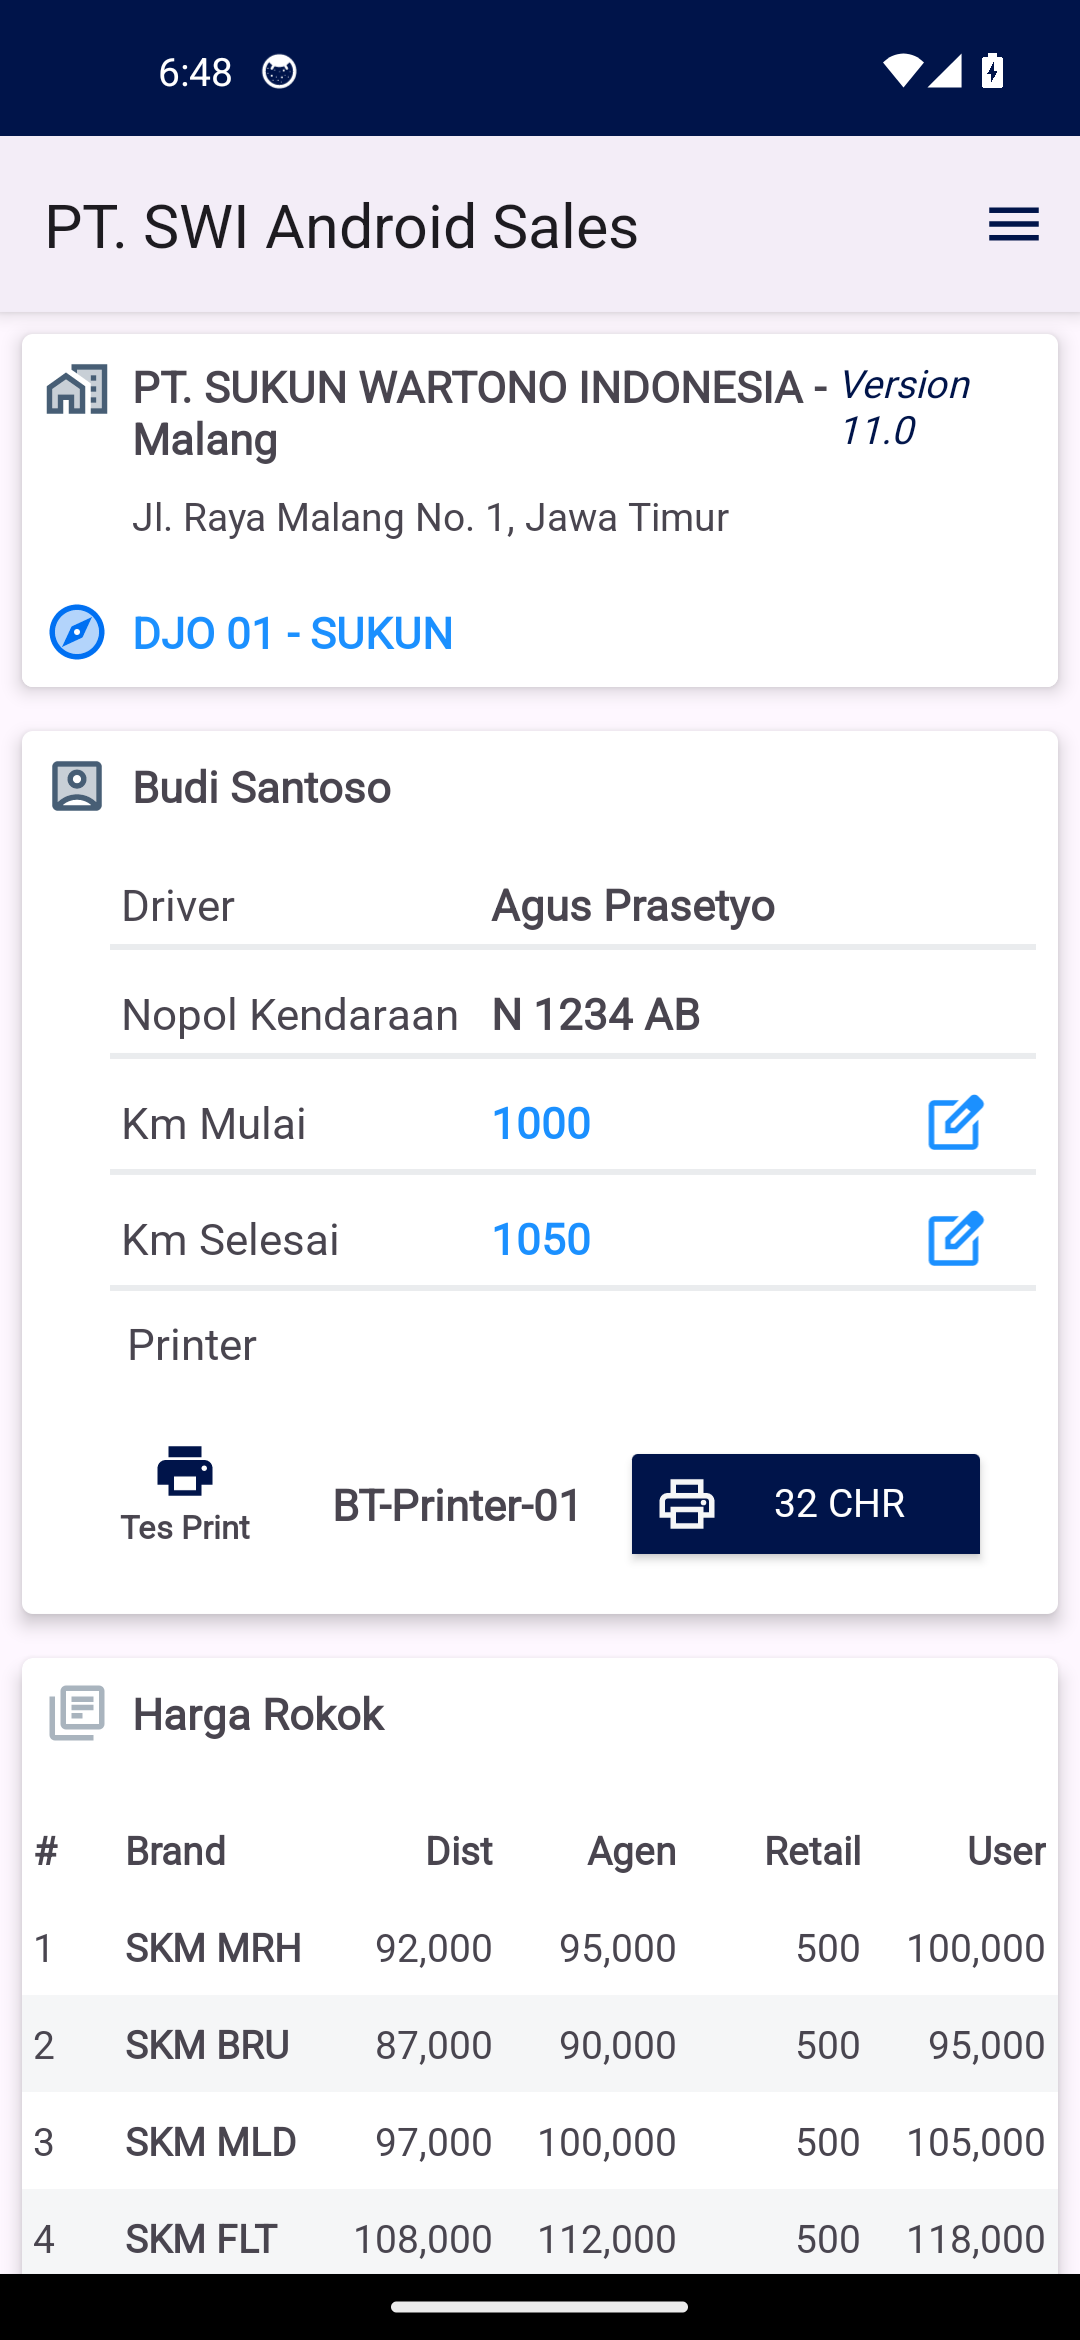 6:48
PT. SWI Android Sales
PT. SUKUN WARTONO INDONESIA -
Malang
Version
11.0
Jl. Raya Malang No. 1, Jawa Timur
DJO 01 - SUKUN
Budi Santoso
Driver Agus Prasetyo
Nopol Kendaraan N 1234 AB
Km Mulai 1000
Km Selesai 1050
Printer
Tes Print BT-Printer-01 32 CHR
Harga Rokok
# Brand Dist Agen Retail User
1 SKM MRH 92,000 95,000 500 100,000
2 SKM BRU 87,000 90,000 500 95,000
3 SKM MLD 97,000 100,000 500 105,000
4 SKM FLT 108,000 112,000 500 118,000